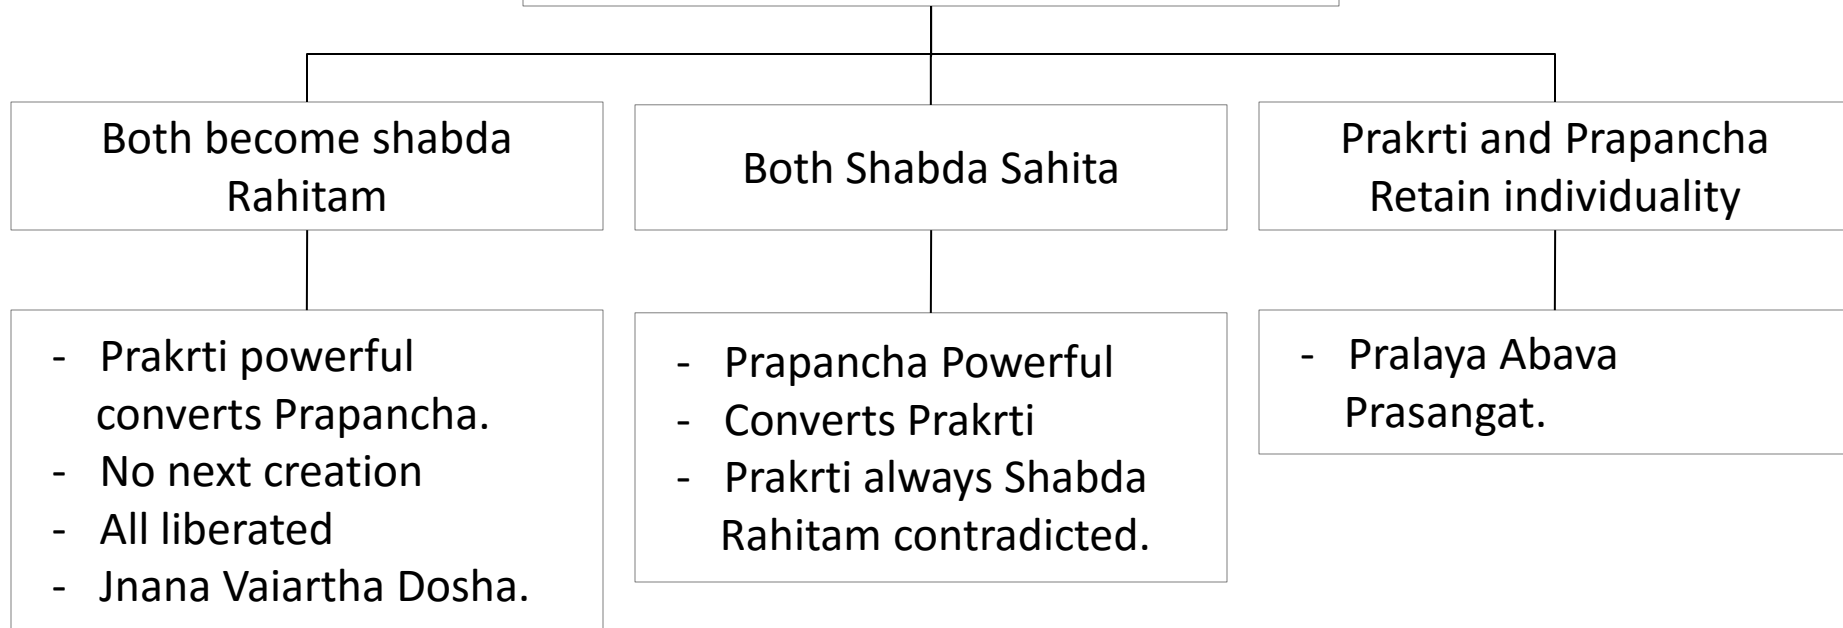 Both become shabda
Rahitam
Both Shabda Sahita
Prakrti and Prapancha
Retain individuality
- Prakrti powerful
converts Prapancha.
- No next creation
- All liberated
- Jnana Vaiartha Dosha.
- Prapancha Powerful
- Converts Prakrti
- Prakrti always Shabda
Rahitam contradicted.
- Pralaya Abava
Prasangat.